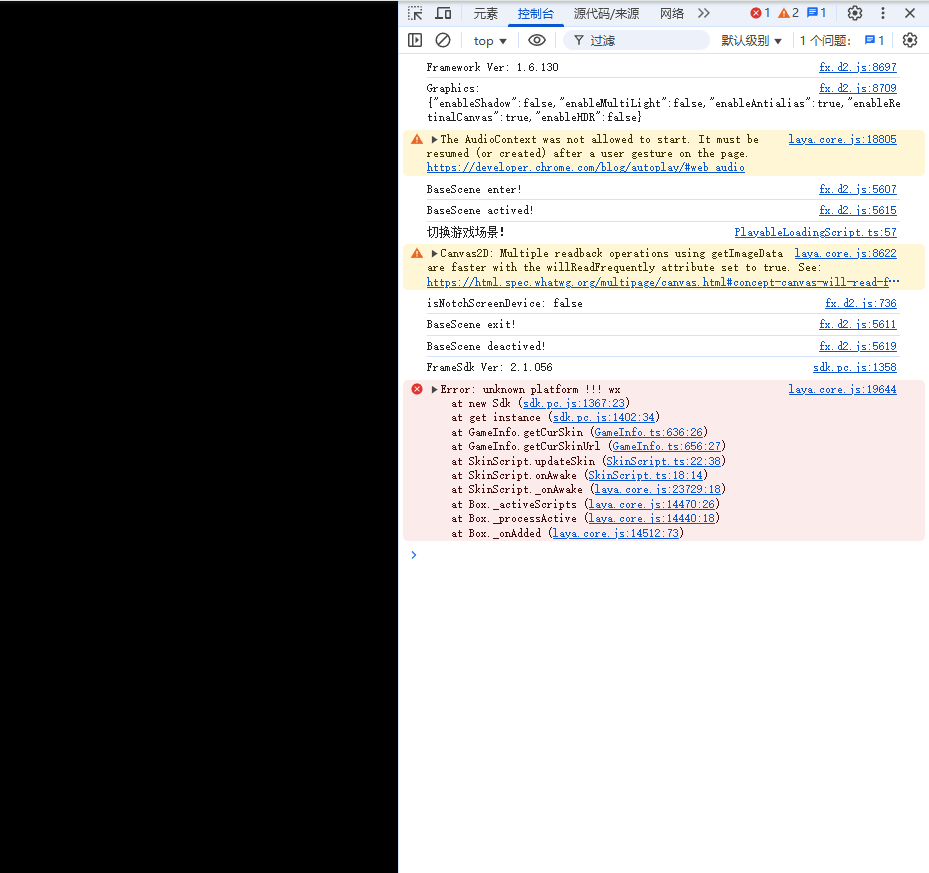 元素 控制台 源代码/来源 网络 1 2 1
top 过滤 默认级别 1 个问题： 1
Framework Ver: 1.6.130 fx.d2.js:8697
Graphics: fx.d2.js:8709
{"enableShadow":false,"enableMultiLight":false,"enableAntialias":true,"enableRe
tinalCanvas":true,"enableHDR":false}
The AudioContext was not allowed to start. It must be laya.core.js:18805
resumed (or created) after a user gesture on the page.
https://developer.chrome.com/blog/autoplay/#web_audio
BaseScene enter! fx.d2.js:5607
BaseScene actived! fx.d2.js:5615
切换游戏场景! PlayableLoadingScript.ts:57
Canvas2D: Multiple readback operations using getImageData laya.core.js:8622
are faster with the willReadFrequently attribute set to true. See:
https://html.spec.whatwg.org/multipage/canvas.html#concept-canvas-will-read-f…
isNotchScreenDevice: false fx.d2.js:736
BaseScene exit! fx.d2.js:5611
BaseScene deactived! fx.d2.js:5619
FrameSdk Ver: 2.1.056 sdk.pc.js:1358
Error: unknown platform !!! wx laya.core.js:19644
at new Sdk (sdk.pc.js:1367:23)
at get instance (sdk.pc.js:1402:34)
at GameInfo.getCurSkin (GameInfo.ts:636:26)
at GameInfo.getCurSkinUrl (GameInfo.ts:656:27)
at SkinScript.updateSkin (SkinScript.ts:22:38)
at SkinScript.onAwake (SkinScript.ts:18:14)
at SkinScript._onAwake (laya.core.js:23729:18)
at Box._activeScripts (laya.core.js:14470:26)
at Box._processActive (laya.core.js:14440:18)
at Box._onAdded (laya.core.js:14512:73)